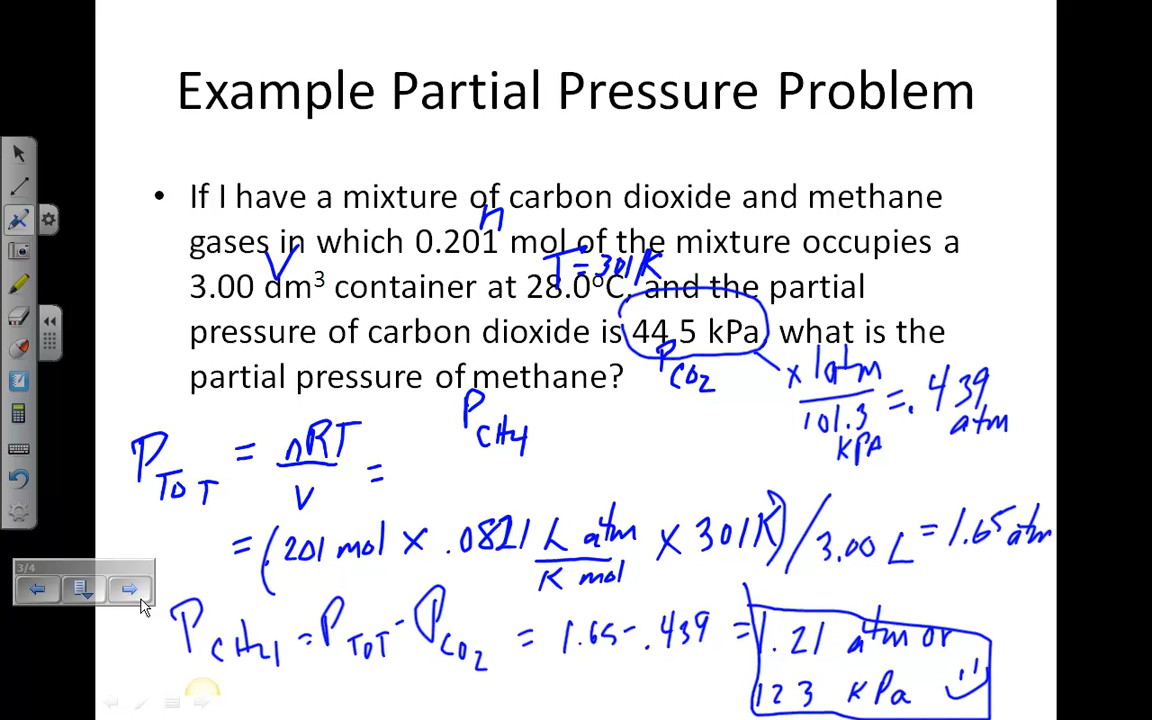 Example Partial Pressure Problem
• If I have a mixture of carbon dioxide and methane
n
gases in which 0.201 mol of the mixture occupies a
V T = 301 K
3.00 dm³ container at 28.0°C, and the partial
pressure of carbon dioxide is 44.5 kPa, what is the
P CO2
partial pressure of methane?
x 1 atm / 101.3 KPA = .439 atm
P CH4
P TOT = nRT / V =
= (.201 mol x .0821 L atm / K mol x 301 K) / 3.00 L = 1.65 atm
P CH4 = P TOT - P CO2 = 1.65 - .439 = 1.21 atm or
123 kPa
3/4